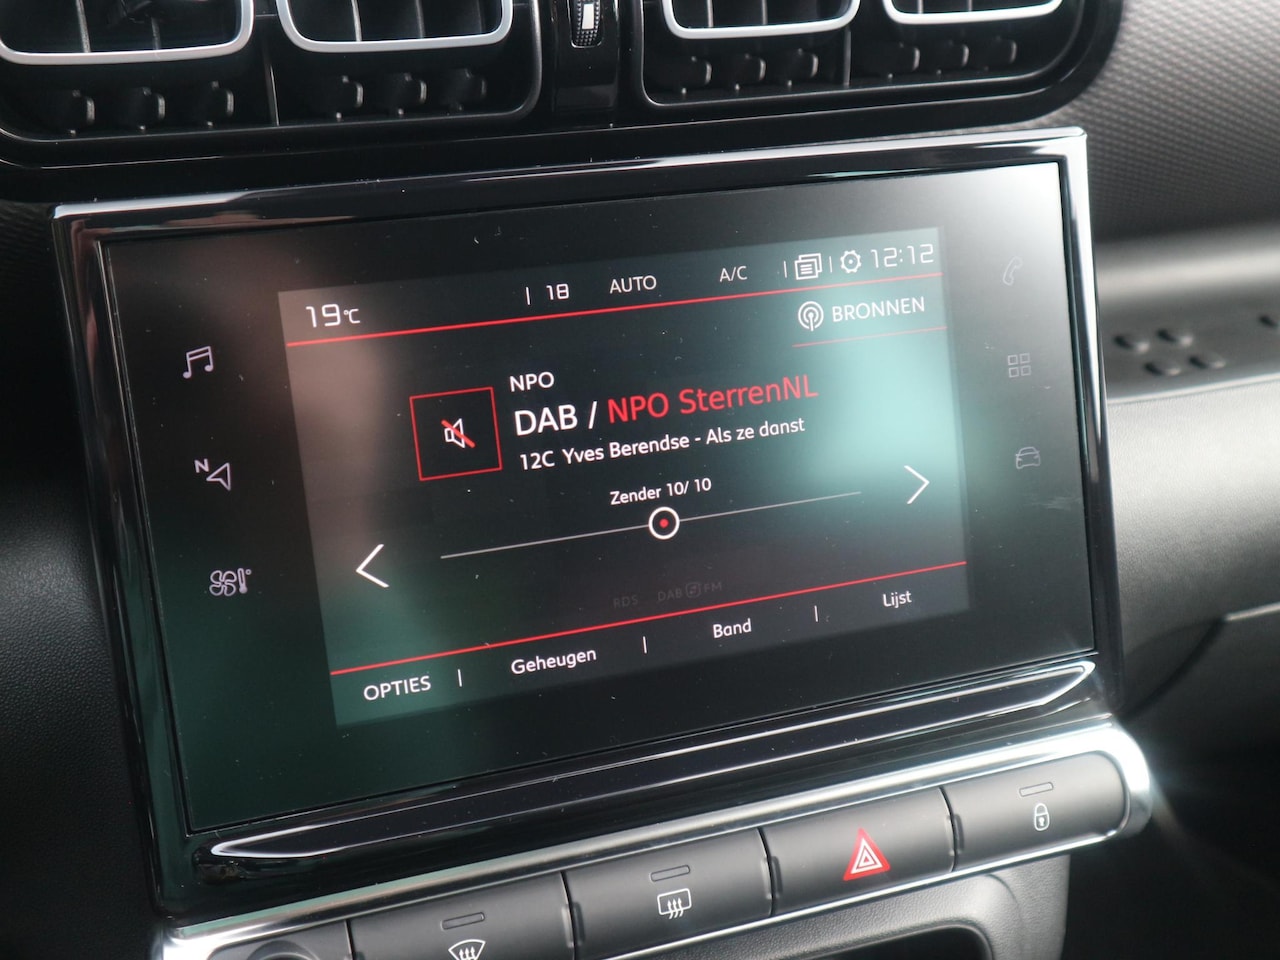 19°C | 18 AUTO A/C | | 12:12
BRONNEN
NPO
DAB / NPO SterrenNL
12C Yves Berendse - Als ze danst
Zender 10/ 10
RDS DAB FM
OPTIES | Geheugen | Band | Lijst
N